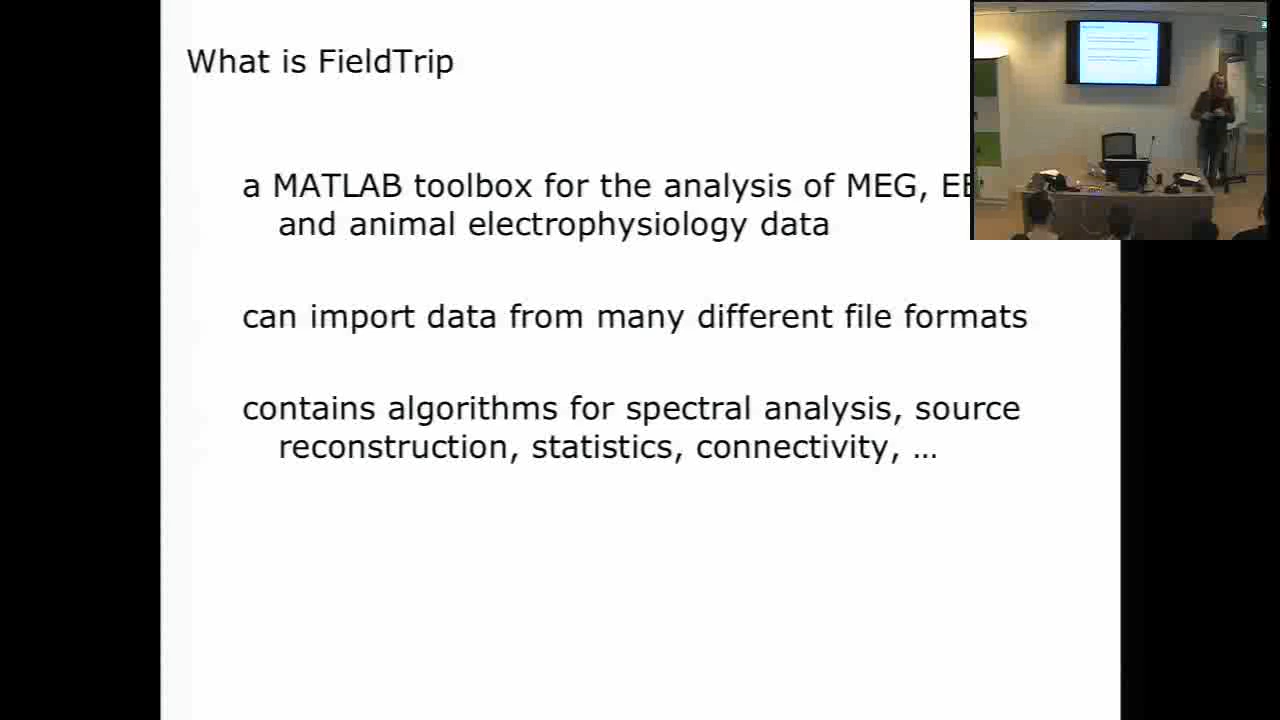 What is FieldTrip
a MATLAB toolbox for the analysis of MEG,
and animal electrophysiology data
can import data from many different file formats
contains algorithms for spectral analysis, source
reconstruction, statistics, connectivity, …